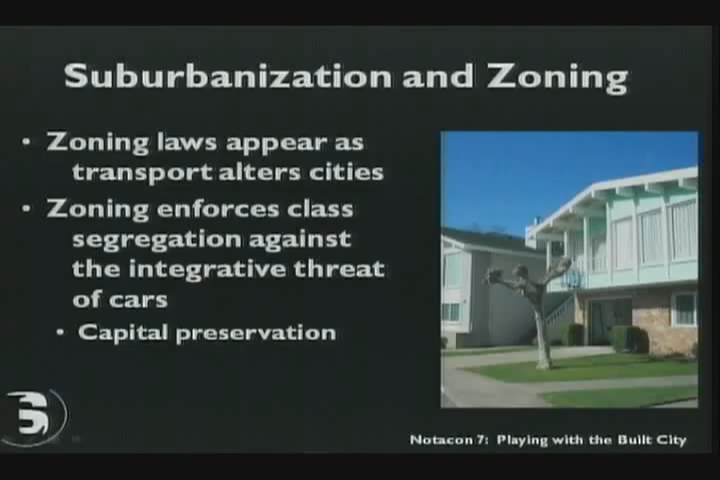 Suburbanization and Zoning
• Zoning laws appear as
transport alters cities
• Zoning enforces class
segregation against
the integrative threat
of cars
• Capital preservation
S
Notacon 7: Playing with the Built City